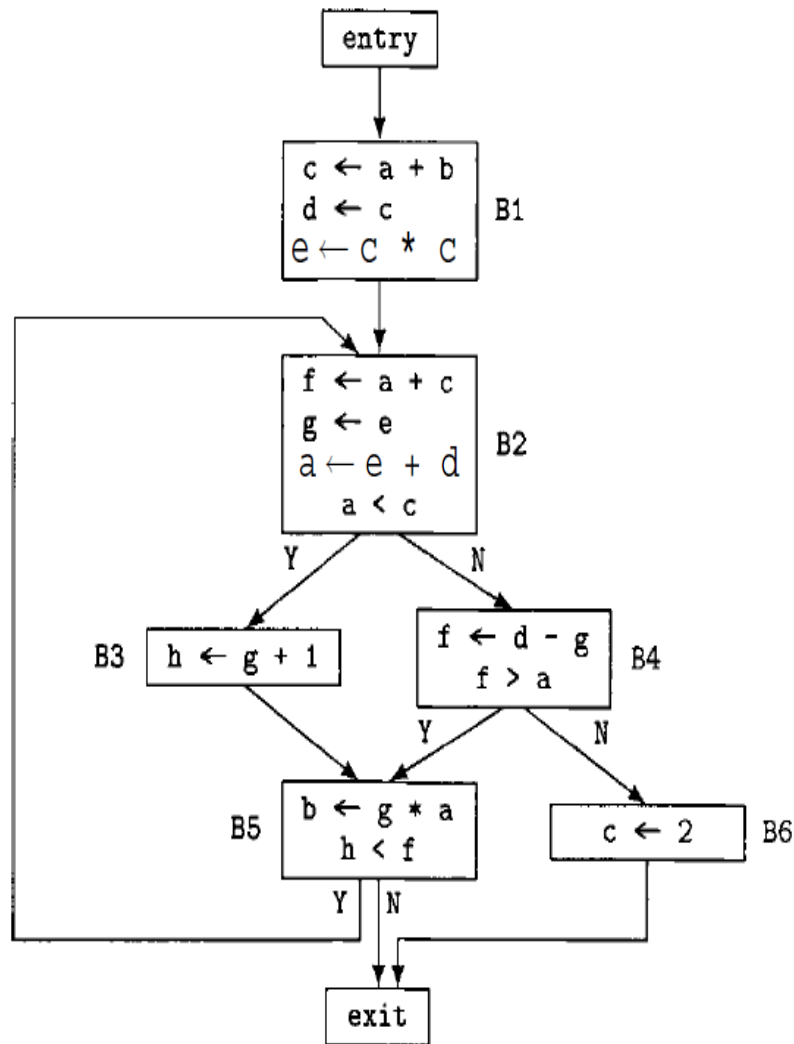 entry
c ← a + b
d ← c
B1
e ← c * c
f ← a + c
g ← e
B2
a ← e + d
a < c
Y
N
B3
h ← g + 1
f ← d - g
B4
f > a
Y
N
B5
b ← g * a
h < f
c ← 2
B6
Y
N
exit